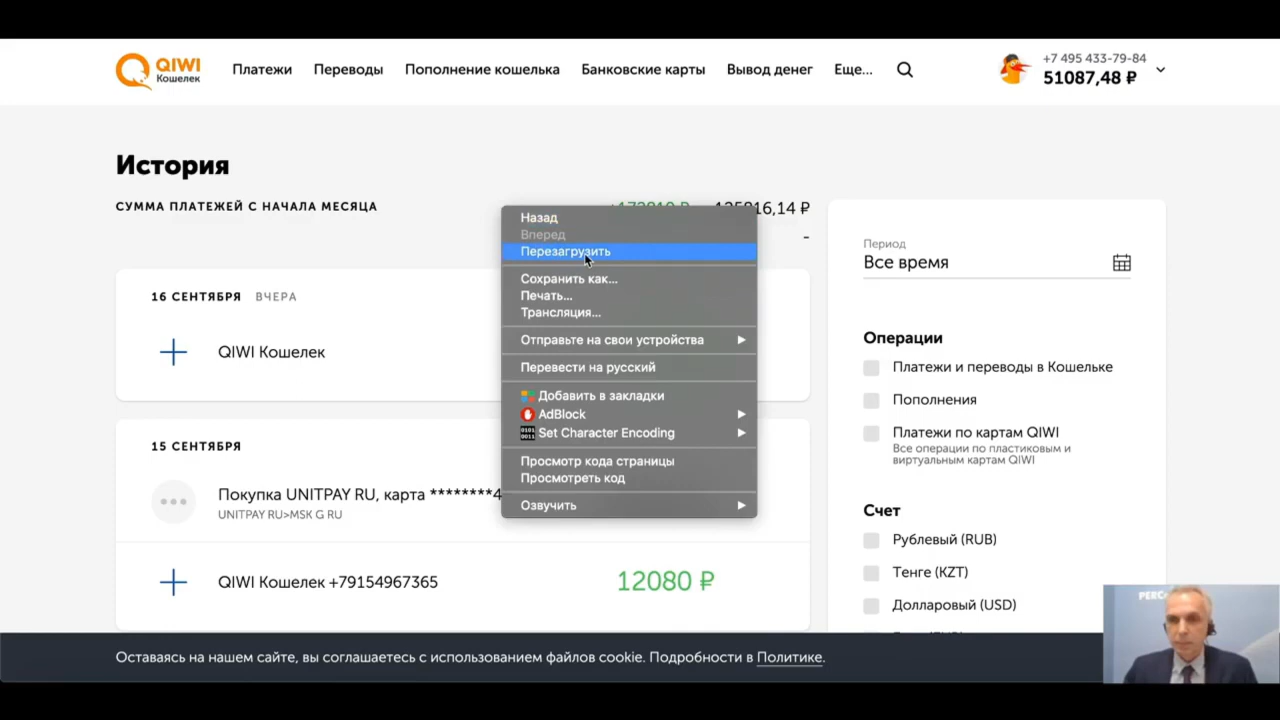 QIWI
Кошелек
Платежи
Переводы
Пополнение кошелька
Банковские карты
Вывод денег
Еще...
+7 495 433-79-84
51087,48 ₽
История
СУММА ПЛАТЕЖЕЙ С НАЧАЛА МЕСЯЦА
-
16 СЕНТЯБРЯ ВЧЕРА
QIWI Кошелек
15 СЕНТЯБРЯ
Покупка UNITPAY RU, карта ********4
UNITPAY RU>MSK G RU
QIWI Кошелек +79154967365
12080 ₽
Назад
Вперед
Перезагрузить
Сохранить как...
Печать...
Трансляция...
Отправьте на свои устройства
Перевести на русский
Добавить в закладки
AdBlock
Set Character Encoding
Просмотр кода страницы
Просмотреть код
Озвучить
Период
Все время
Операции
Платежи и переводы в Кошельке
Пополнения
Платежи по картам QIWI
Все операции по пластиковым и
виртуальным картам QIWI
Счет
Рублевый (RUB)
Тенге (KZT)
Долларовый (USD)
Оставаясь на нашем сайте, вы соглашаетесь с использованием файлов cookie. Подробности в Политике.